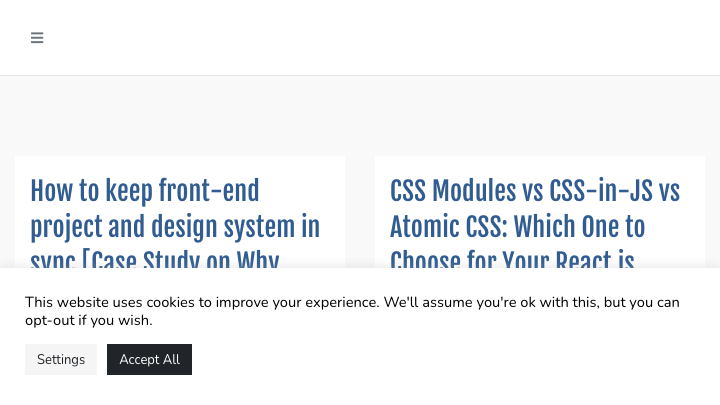 How to keep front-end
project and design system in
sync [Case Study on Why
CSS Modules vs CSS-in-JS vs
Atomic CSS: Which One to
Choose for Your React is
This website uses cookies to improve your experience. We'll assume you're ok with this, but you can
opt-out if you wish.
Settings
Accept All